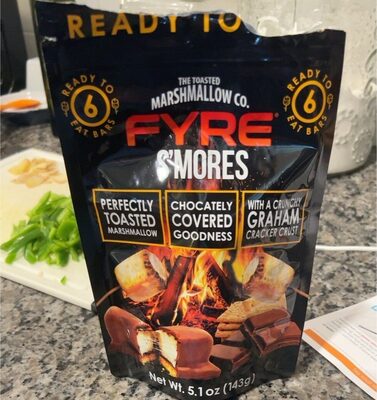 READY TO
READY TO
6
EAT BARS
THE TOASTED
MARSHMALLOW CO.
FYRE®
S'MORES
READY TO
6
EAT BARS
PERFECTLY
TOASTED
MARSHMALLOW
CHOCATELY
COVERED
GOODNESS
WITH A CRUNCHY
GRAHAM
CRACKER CRUST
Net Wt. 5.1 oz (143g)